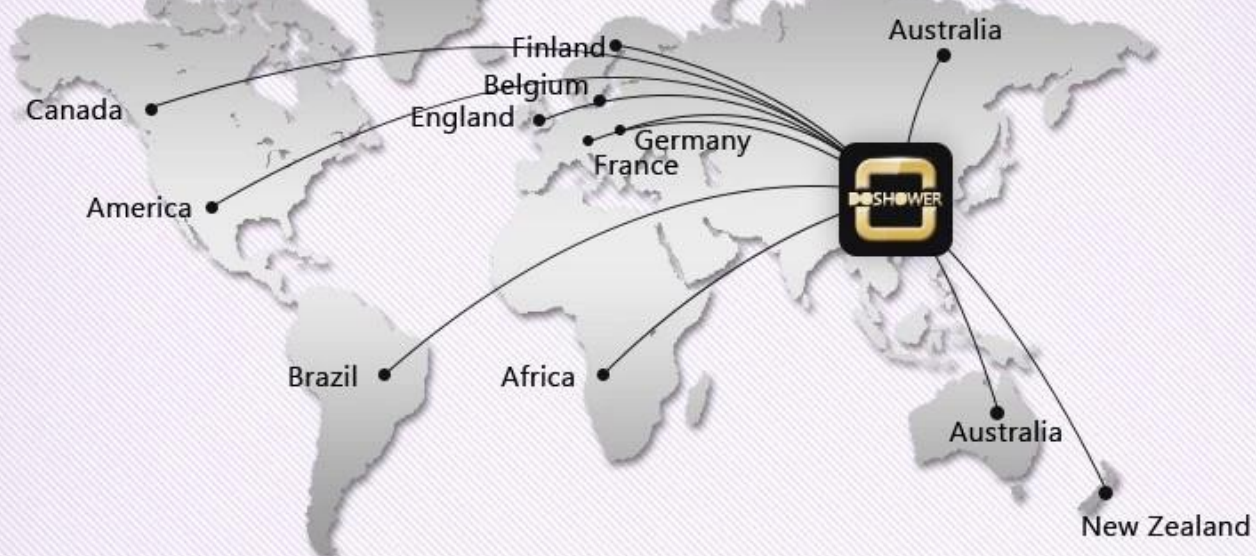 Australia
Finland
Belgium
Canada
England
Germany
France
DOSHOWER
America
Brazil
Africa
Australia
New Zealand